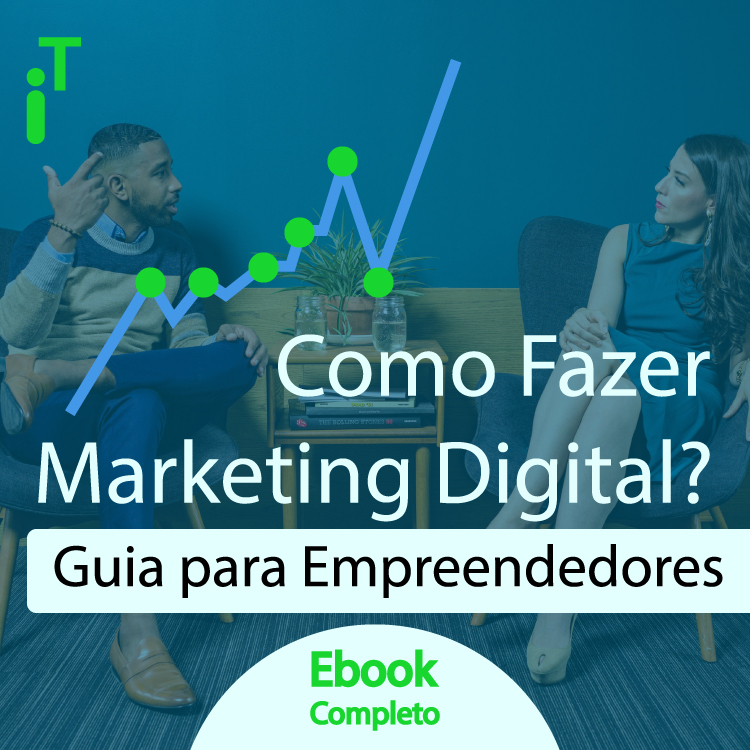 iT
Como Fazer
Marketing Digital?
Guia para Empreendedores
Ebook
Completo